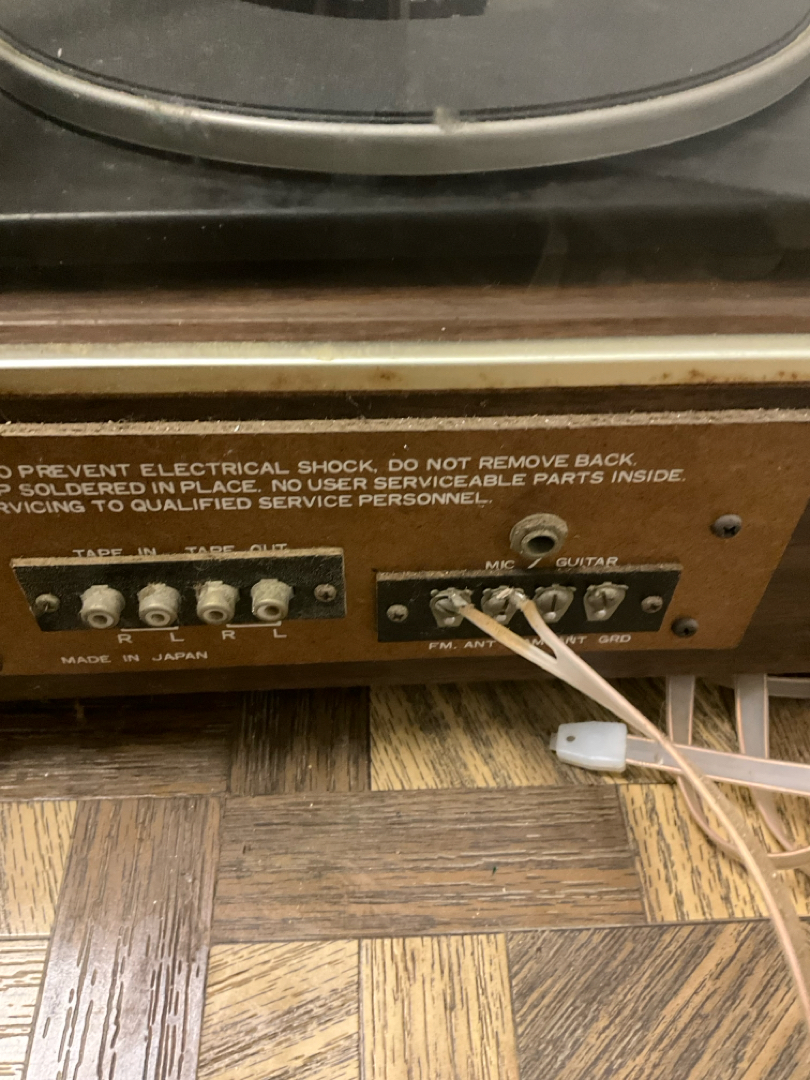 O PREVENT ELECTRICAL SHOCK, DO NOT REMOVE BACK.
P SOLDERED IN PLACE. NO USER SERVICEABLE PARTS INSIDE.
RVICING TO QUALIFIED SERVICE PERSONNEL.
TAPE IN TAPE OUT
MIC / GUITAR
R L R L
FM. ANT M ANT GRD
MADE IN JAPAN